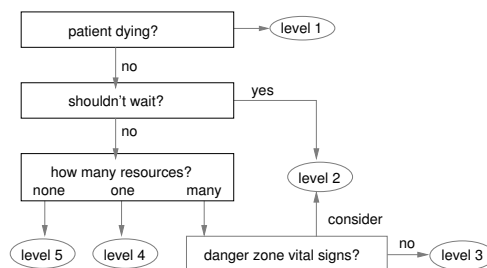 patient dying?
level 1
no
shouldn't wait?
yes
no
how many resources?
none one many
level 2
consider
level 5
level 4
danger zone vital signs?
no
level 3